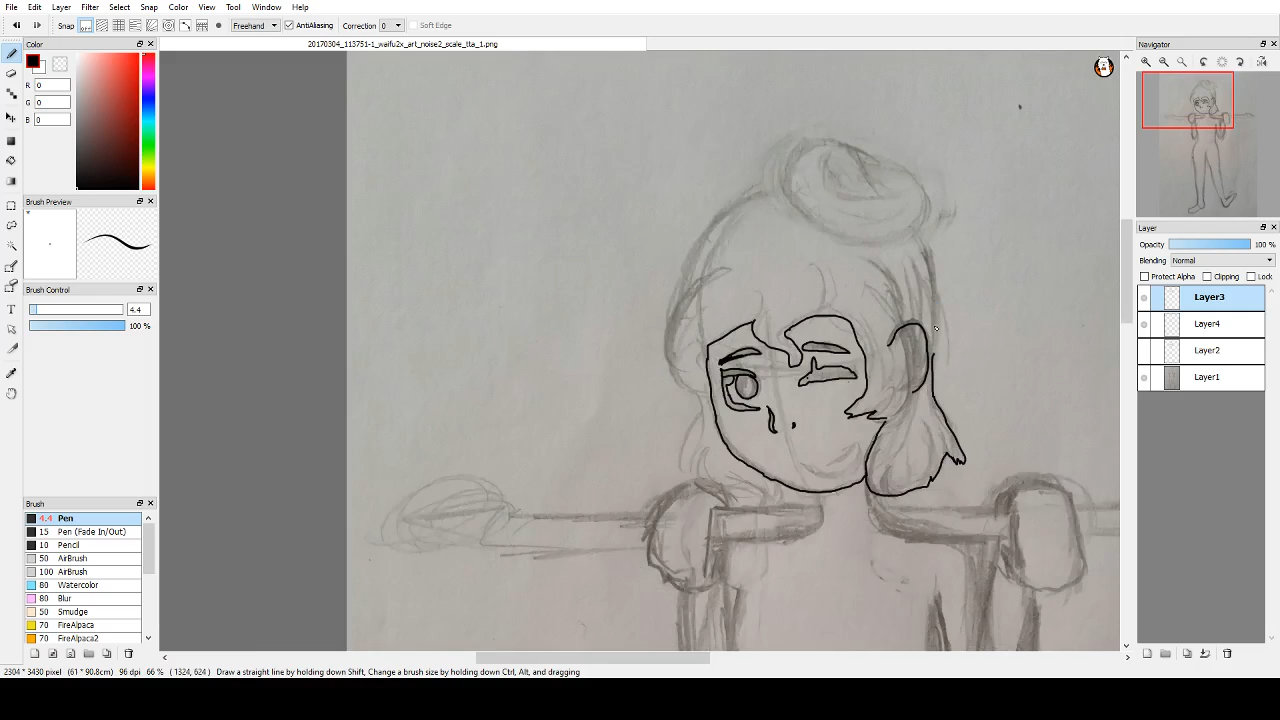 File Edit Layer Filter Select Snap Color View Tool Window Help
Snap OFF Freehand AntiAliasing Correction 0 Soft Edge
20170304_113751-1_waifu2x_art_noise2_scale_tta_1.png
Color
R 0
G 0
B 0
Brush Preview
*
Brush Control
4.4
100 %
Brush
4.4 Pen
15 Pen (Fade In/Out)
10 Pencil
50 AirBrush
100 AirBrush
80 Watercolor
80 Blur
50 Smudge
70 FireAlpaca
70 FireAlpaca2
Navigator
Layer
Opacity 100 %
Blending Normal
Protect Alpha Clipping Lock
Layer3
Layer4
Layer2
Layer1
2304 * 3430 pixel (61 * 90.8cm) 96 dpi 66 % ( 1324, 624 ) Draw a straight line by holding down Shift, Change a brush size by holding down Ctrl, Alt, and dragging